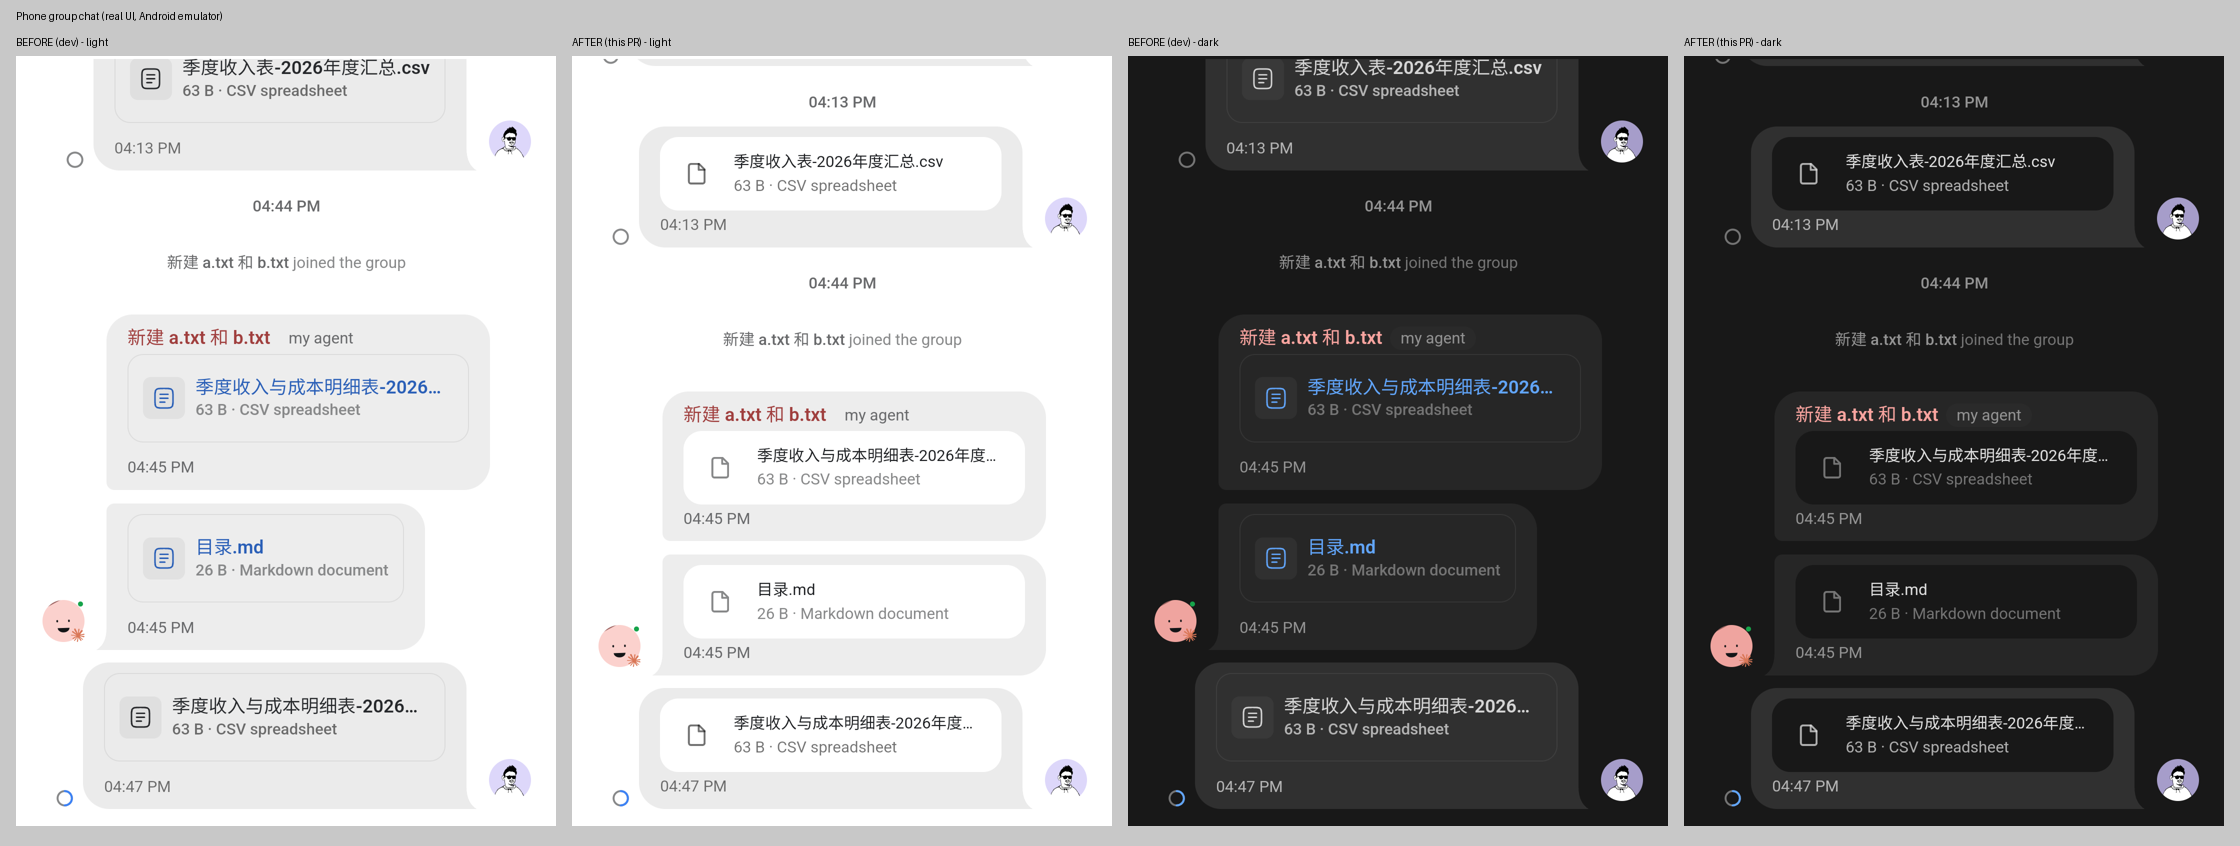 Phone group chat (real UI, Android emulator)
BEFORE (dev) - light
季度收入表-2026年度汇总.csv
63 B · CSV spreadsheet
04:13 PM
04:44 PM
新建 a.txt 和 b.txt joined the group
新建 a.txt 和 b.txt my agent
季度收入与成本明细表-2026...
63 B · CSV spreadsheet
04:45 PM
目录.md
26 B · Markdown document
04:45 PM
季度收入与成本明细表-2026...
63 B · CSV spreadsheet
04:47 PM
AFTER (this PR) - light
04:13 PM
季度收入表-2026年度汇总.csv
63 B · CSV spreadsheet
04:13 PM
04:44 PM
新建 a.txt 和 b.txt joined the group
新建 a.txt 和 b.txt my agent
季度收入与成本明细表-2026年度...
63 B · CSV spreadsheet
04:45 PM
目录.md
26 B · Markdown document
04:45 PM
季度收入与成本明细表-2026年度...
63 B · CSV spreadsheet
04:47 PM
BEFORE (dev) - dark
季度收入表-2026年度汇总.csv
63 B · CSV spreadsheet
04:13 PM
04:44 PM
新建 a.txt 和 b.txt joined the group
新建 a.txt 和 b.txt my agent
季度收入与成本明细表-2026...
63 B · CSV spreadsheet
04:45 PM
目录.md
26 B · Markdown document
04:45 PM
季度收入与成本明细表-2026...
63 B · CSV spreadsheet
04:47 PM
AFTER (this PR) - dark
04:13 PM
季度收入表-2026年度汇总.csv
63 B · CSV spreadsheet
04:13 PM
04:44 PM
新建 a.txt 和 b.txt joined the group
新建 a.txt 和 b.txt my agent
季度收入与成本明细表-2026年度...
63 B · CSV spreadsheet
04:45 PM
目录.md
26 B · Markdown document
04:45 PM
季度收入与成本明细表-2026年度...
63 B · CSV spreadsheet
04:47 PM